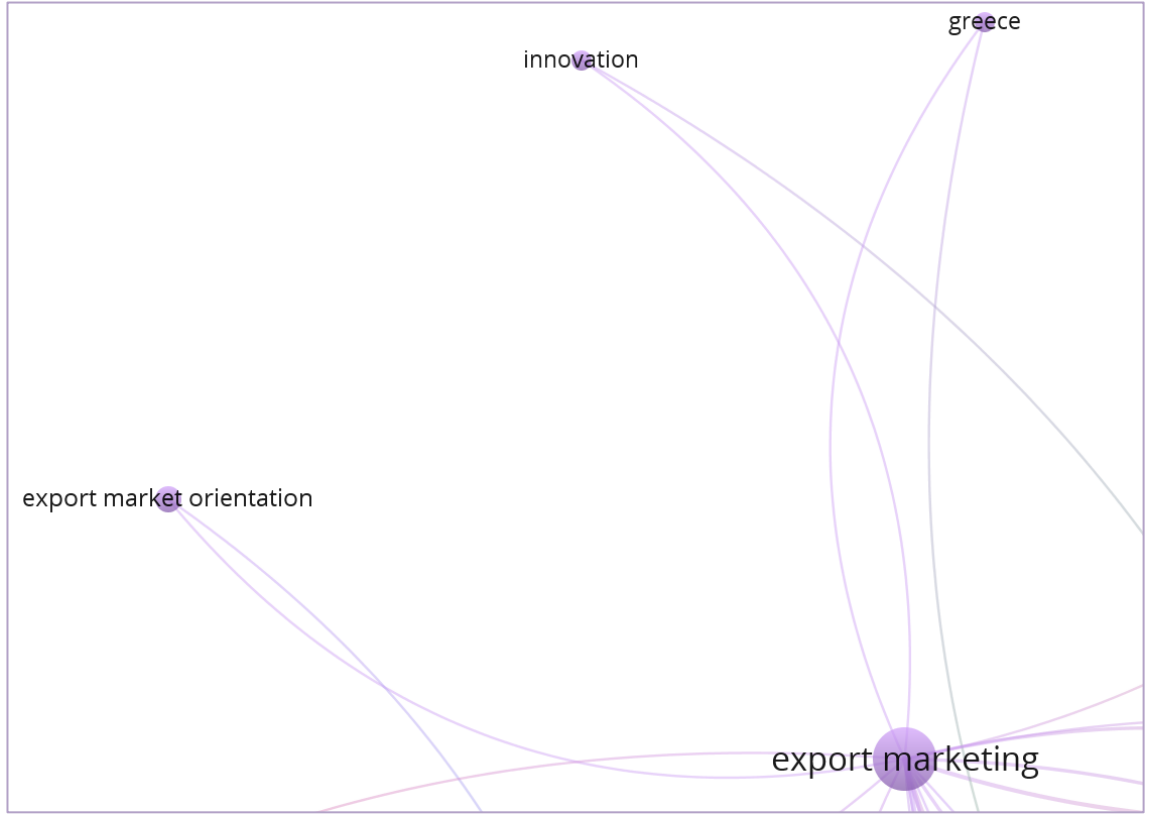 greece
innovation
export market orientation
export marketing